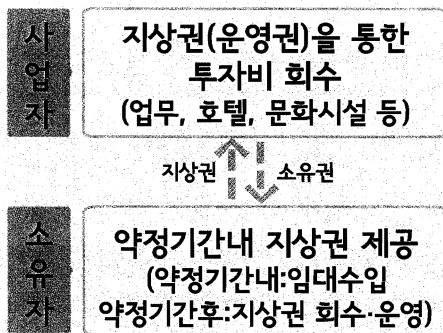 사업자
지상권(운영권)을 통한
투자비 회수
(업무, 호텔, 문화시설 등)
지상권 소유권
소유자
약정기간내 지상권 제공
(약정기간내:임대수입
약정기간후:지상권 회수·운영)